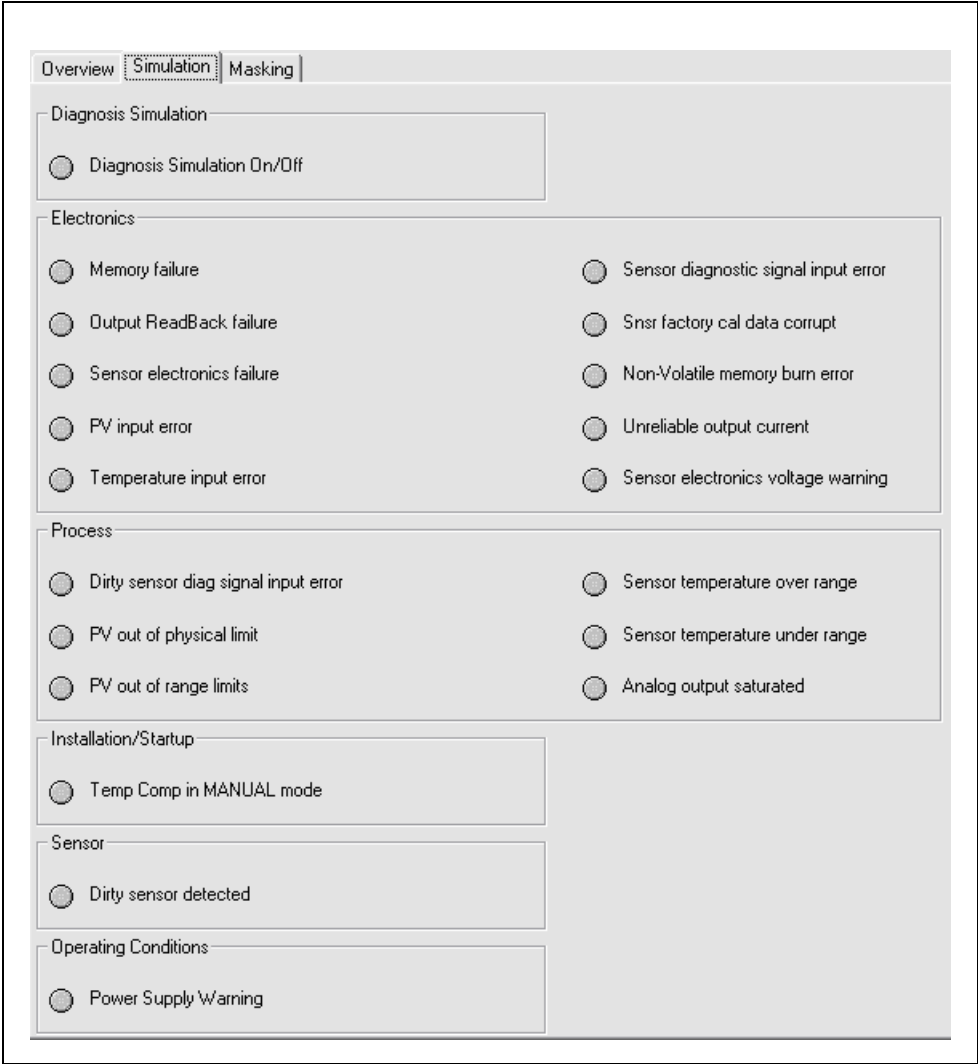 Overview Simulation Masking
Diagnosis Simulation
Diagnosis Simulation On/Off
Electronics
Memory failure
Output ReadBack failure
Sensor electronics failure
PV input error
Temperature input error
Sensor diagnostic signal input error
Snsr factory cal data corrupt
Non-Volatile memory burn error
Unreliable output current
Sensor electronics voltage warning
Process
Dirty sensor diag signal input error
PV out of physical limit
PV out of range limits
Sensor temperature over range
Sensor temperature under range
Analog output saturated
Installation/Startup
Temp Comp in MANUAL mode
Sensor
Dirty sensor detected
Operating Conditions
Power Supply Warning